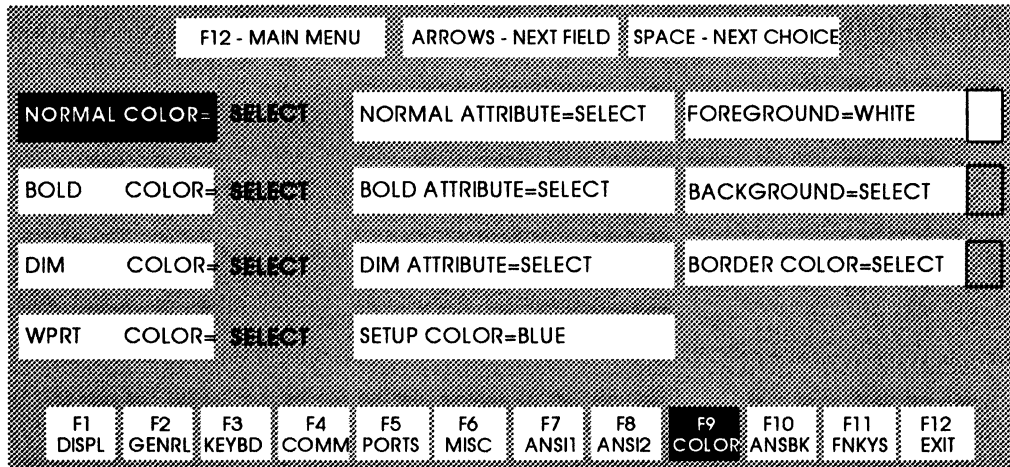 F12 - MAIN MENU ARROWS - NEXT FIELD SPACE - NEXT CHOICE
NORMAL COLOR= SELECT NORMAL ATTRIBUTE=SELECT FOREGROUND=WHITE
BOLD COLOR= SELECT BOLD ATTRIBUTE=SELECT BACKGROUND=SELECT
DIM COLOR= SELECT DIM ATTRIBUTE=SELECT BORDER COLOR=SELECT
WPRT COLOR= SELECT SETUP COLOR=BLUE
F1 F2 F3 F4 F5 F6 F7 F8 F9 F10 F11 F12
DISPL GENRL KEYBD COMM PORTS MISC ANSI1 ANSI2 COLOR ANSBK FNKYS EXIT